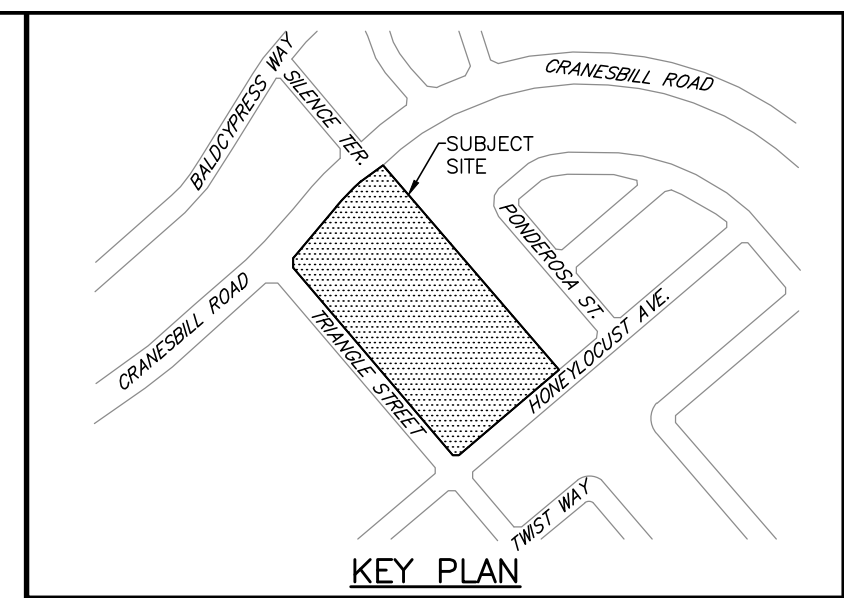 BALDCYPRESS WAY
SILENCE TER.
CRANESBILL ROAD
SUBJECT
SITE
PONDEROSA ST.
CRANESBILL ROAD
TRIANGLE STREET
HONEYLOCUST AVE.
TWIST WAY
KEY PLAN